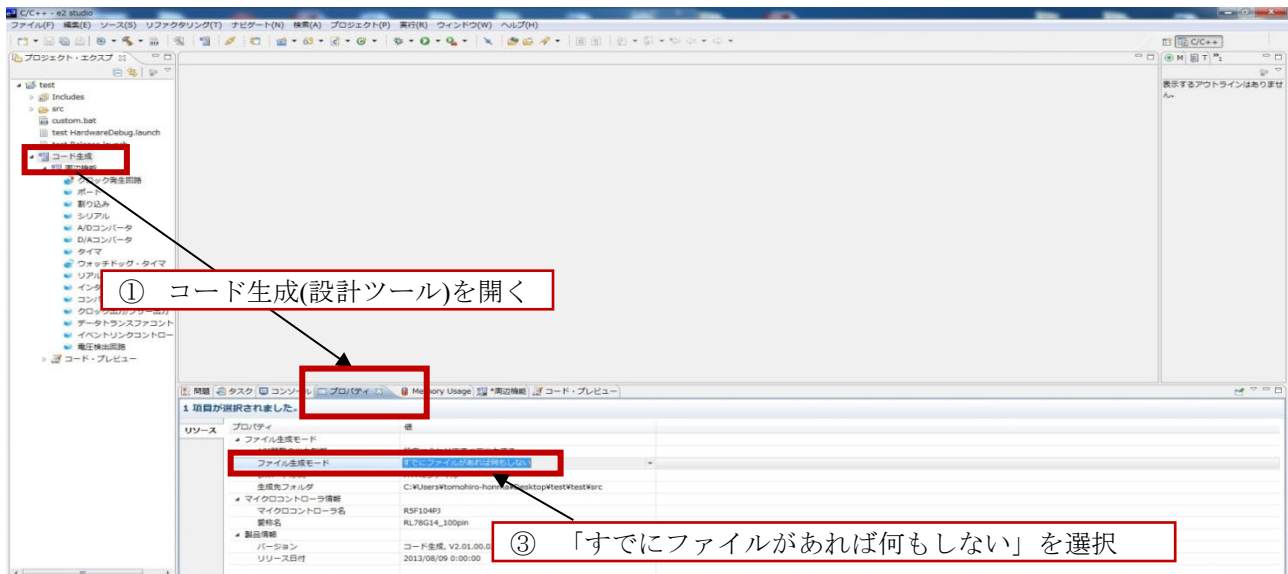 C/C++ - e2 studio
ファイル(F) 編集(E) ソース(S) リファクタリング(T) ナビゲート(N) 検索(A) プロジェクト(P) 実行(R) ウィンドウ(W) ヘルプ(H)
C/C++
プロジェクト・エクスプ
表示するアウトラインはありません。
test
Includes
src
custom.bat
test HardwareDebug.launch
コード生成
周辺機能
クロック発生回路
ポート
割り込み
シリアル
A/Dコンバータ
D/Aコンバータ
タイマ
ウォッチドッグ・タイマ
① コード生成(設計ツール)を開く
データトランスファコント
イベントリンクコントロー
電圧検出回路
コード・プレビュー
問題 タスク コンソール プロパティ Memory Usage *周辺機能 コード・プレビュー
1 項目が選択されました。
リソース
プロパティ 値
ファイル生成モード
ファイル生成モード すでにファイルがあれば何もしない
生成先フォルダ
マイクロコントローラ情報
マイクロコントローラ名 R5F104PJ
愛称名 RL78G14_100pin
製品情報
バージョン コード生成, V2.01.00.0
リリース日付 2013/08/09 0:00:00
③ 「すでにファイルがあれば何もしない」を選択